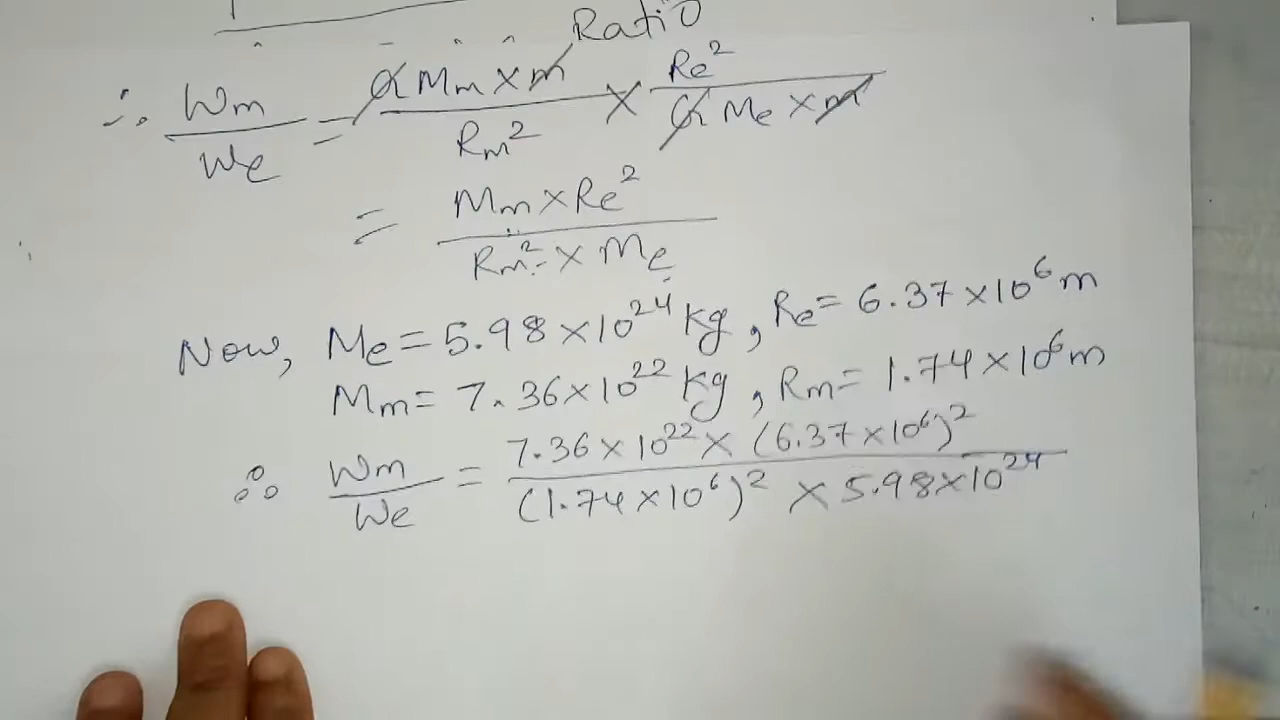 Ratio
∴ Wm/We = G Mm × m / Rm² × Re² / G Me × m
= Mm × Re² / Rm² × Me
Now, Me = 5.98 × 10²⁴ kg, Re = 6.37 × 10⁶ m
Mm = 7.36 × 10²² kg, Rm = 1.74 × 10⁶ m
∴ Wm/We = 7.36 × 10²² × (6.37 × 10⁶)² / (1.74 × 10⁶)² × 5.98 × 10²⁴